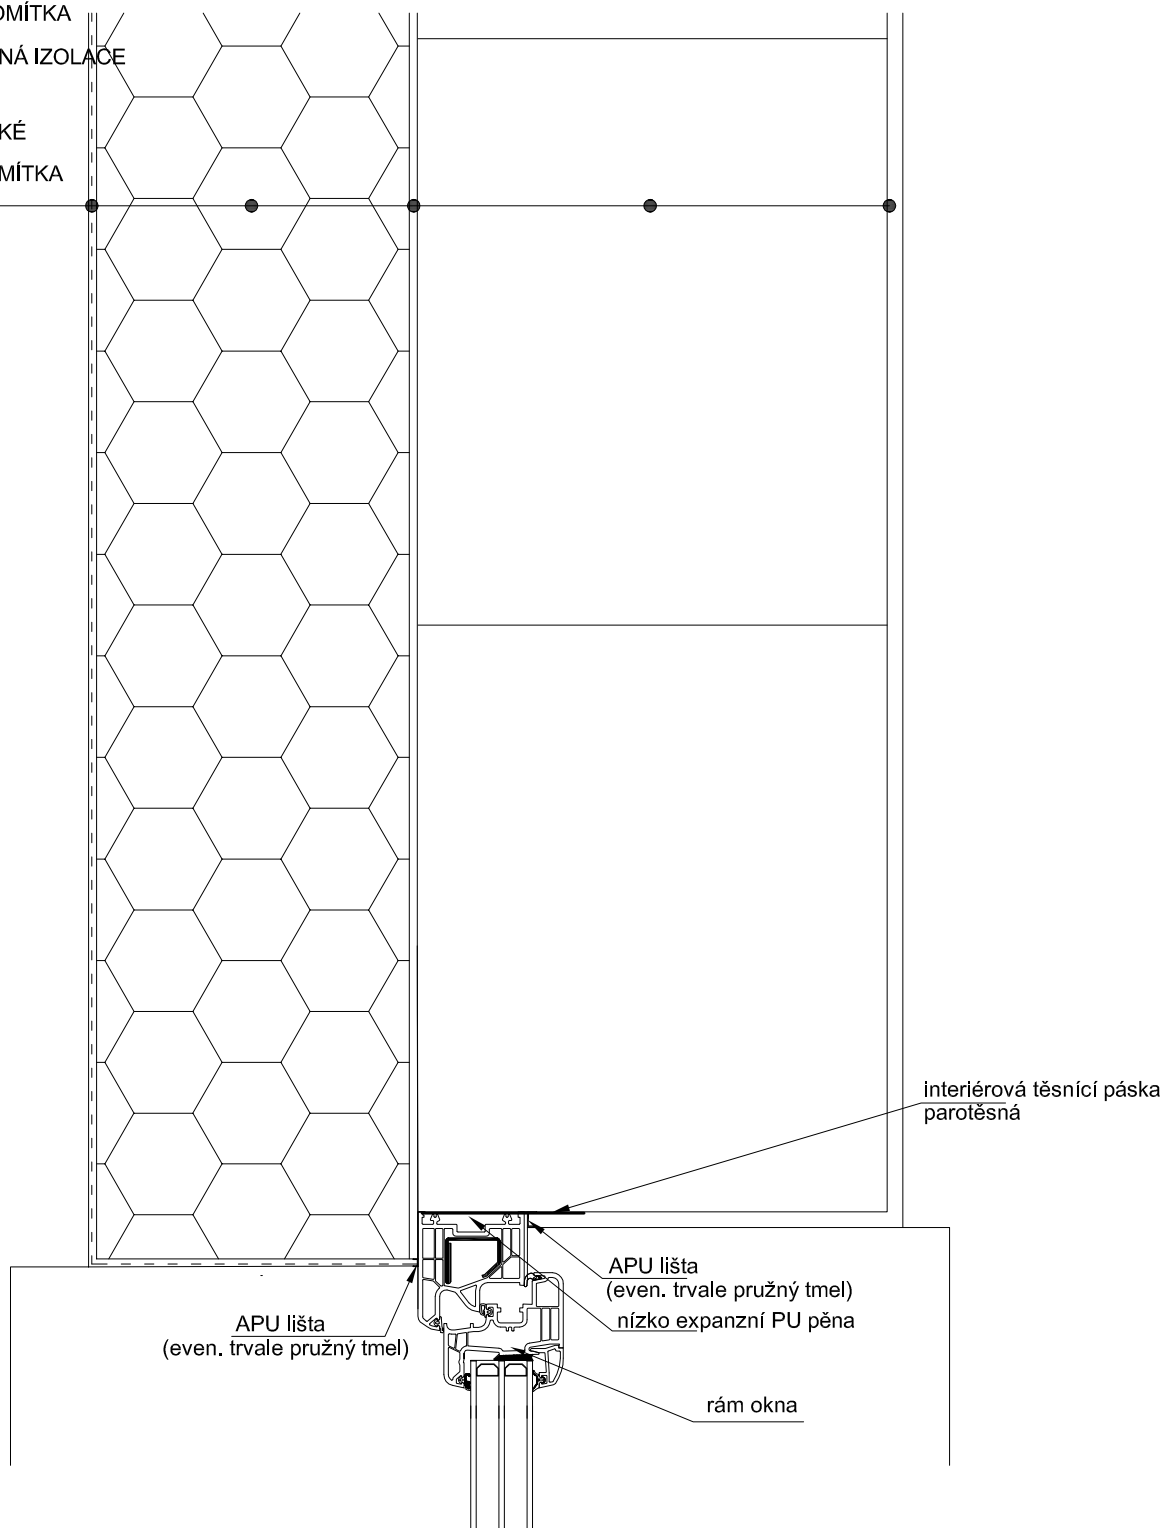 OMÍTKA
NÁ IZOLACE
KÉ
MÍTKA
interiérová těsnící páska
parotěsná
APU lišta
(even. trvale pružný tmel)
nízko expanzní PU pěna
APU lišta
(even. trvale pružný tmel)
rám okna